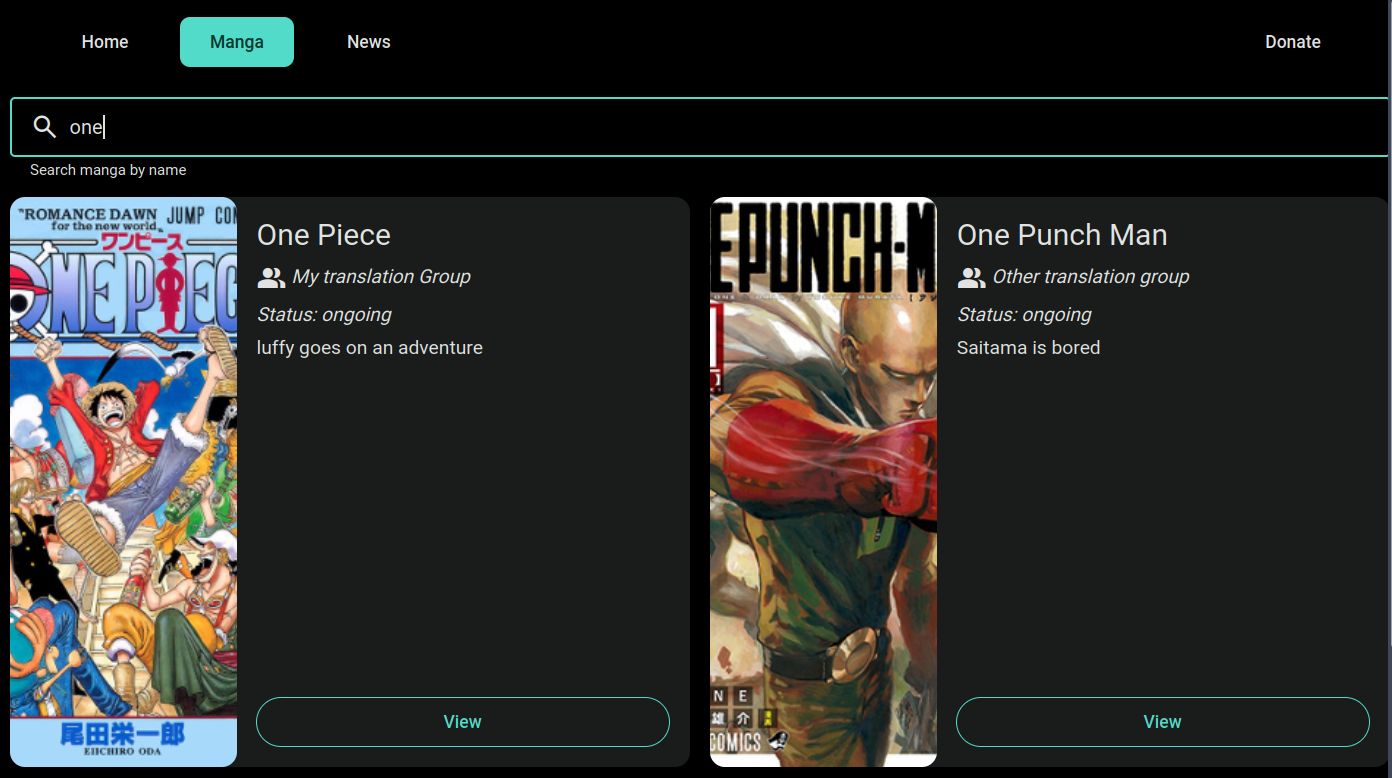 Home
Manga
News
Donate
one
Search manga by name
"ROMANCE DAWN
for the new world"
JUMP CO
ワンピース
ONE PIEC
尾田栄一郎
EIICHIRO ODA
One Piece
My translation Group
Status: ongoing
luffy goes on an adventure
View
EPUNCH-M
N E
雄 介
COMICS
One Punch Man
Other translation group
Status: ongoing
Saitama is bored
View